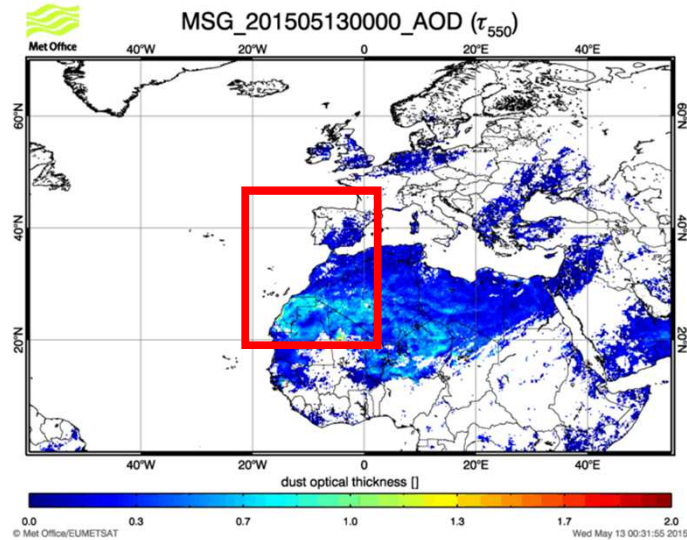 MSG_201505130000_AOD (τ550)
Met Office
40°W 20°W 0 20°E 40°E
60°N 60°N
40°N 40°N
20°N 20°N
40°W 20°W 0 20°E 40°E
dust optical thickness []
0.0 0.3 0.7 1.0 1.3 1.7 2.0
© Met Office/EUMETSAT Wed May 13 00:31:55 2015